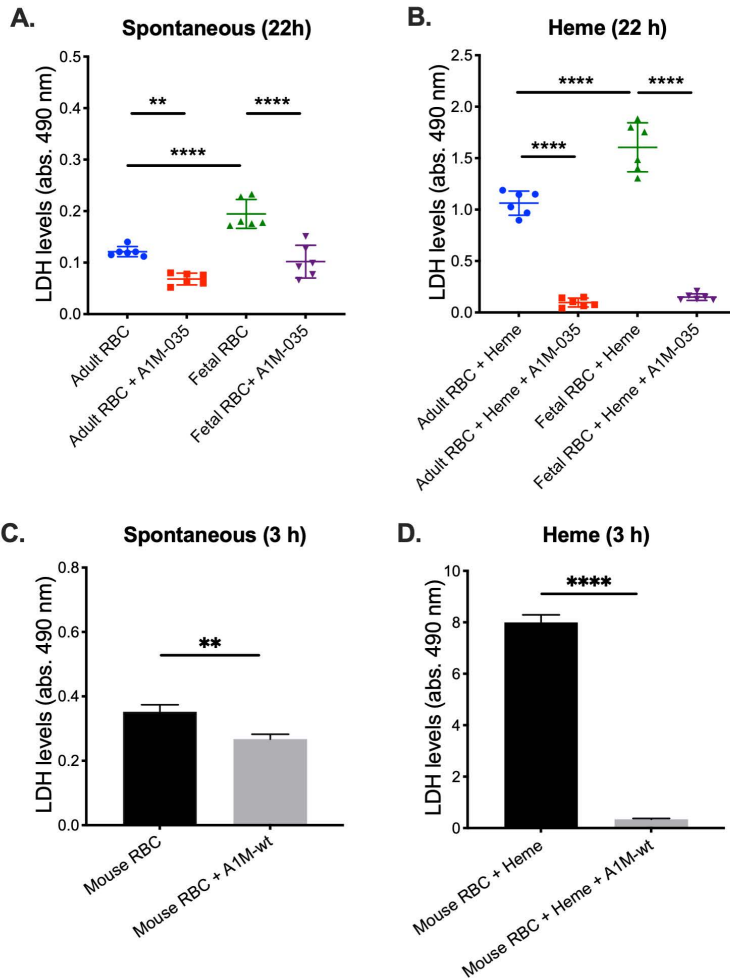 A.
Spontaneous (22h)
LDH levels (abs. 490 nm)
0.5
0.4
0.3
0.2
0.1
0.0
**
****
****
Adult RBC
Adult RBC + A1M-035
Fetal RBC
Fetal RBC+ A1M-035
B.
Heme (22 h)
LDH levels (abs. 490 nm)
2.5
2.0
1.5
1.0
0.5
0.0
****
****
****
Adult RBC + Heme
Adult RBC + Heme + A1M-035
Fetal RBC + Heme
Fetal RBC + Heme + A1M-035
C.
Spontaneous (3 h)
LDH levels (abs. 490 nm)
0.8
0.6
0.4
0.2
0.0
**
Mouse RBC
Mouse RBC + A1M-wt
D.
Heme (3 h)
LDH levels (abs. 490 nm)
10
8
6
4
2
0
****
Mouse RBC + Heme
Mouse RBC + Heme + A1M-wt